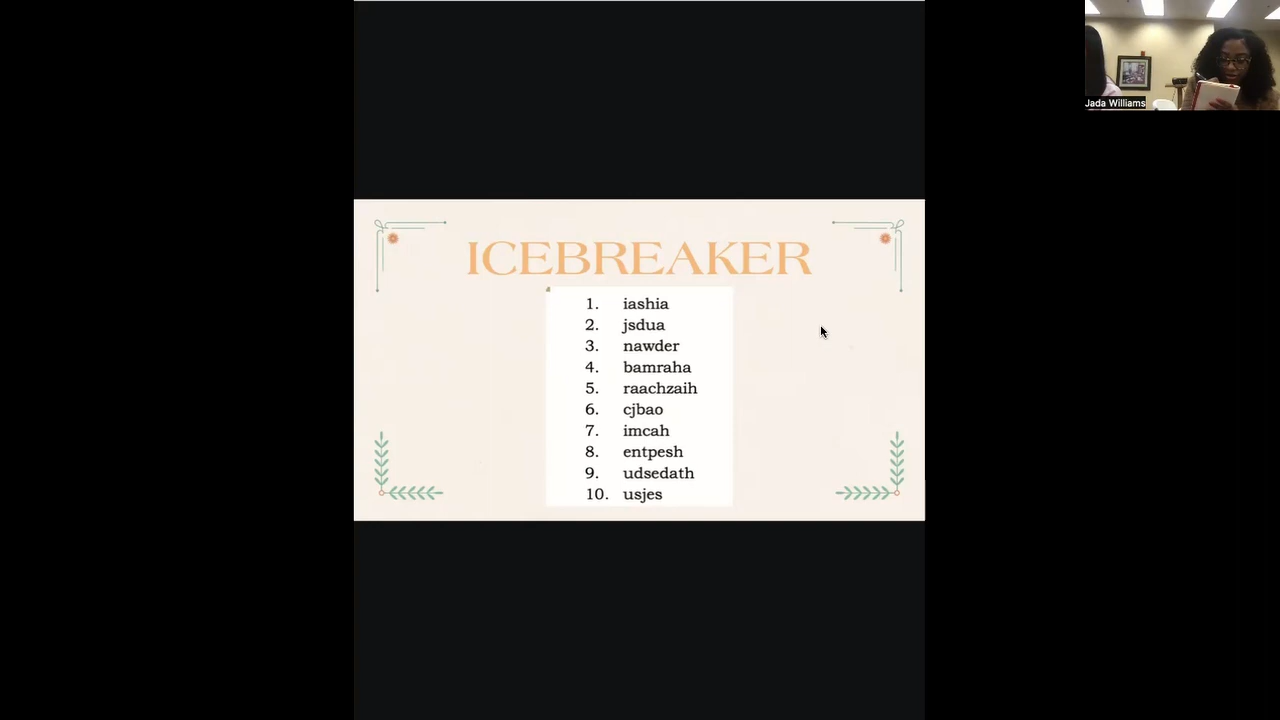 Jada Williams
ICEBREAKER
1. iashia
2. jsdua
3. nawder
4. bamraha
5. raachzaih
6. cjbao
7. imcah
8. entpesh
9. udsedath
10. usjes